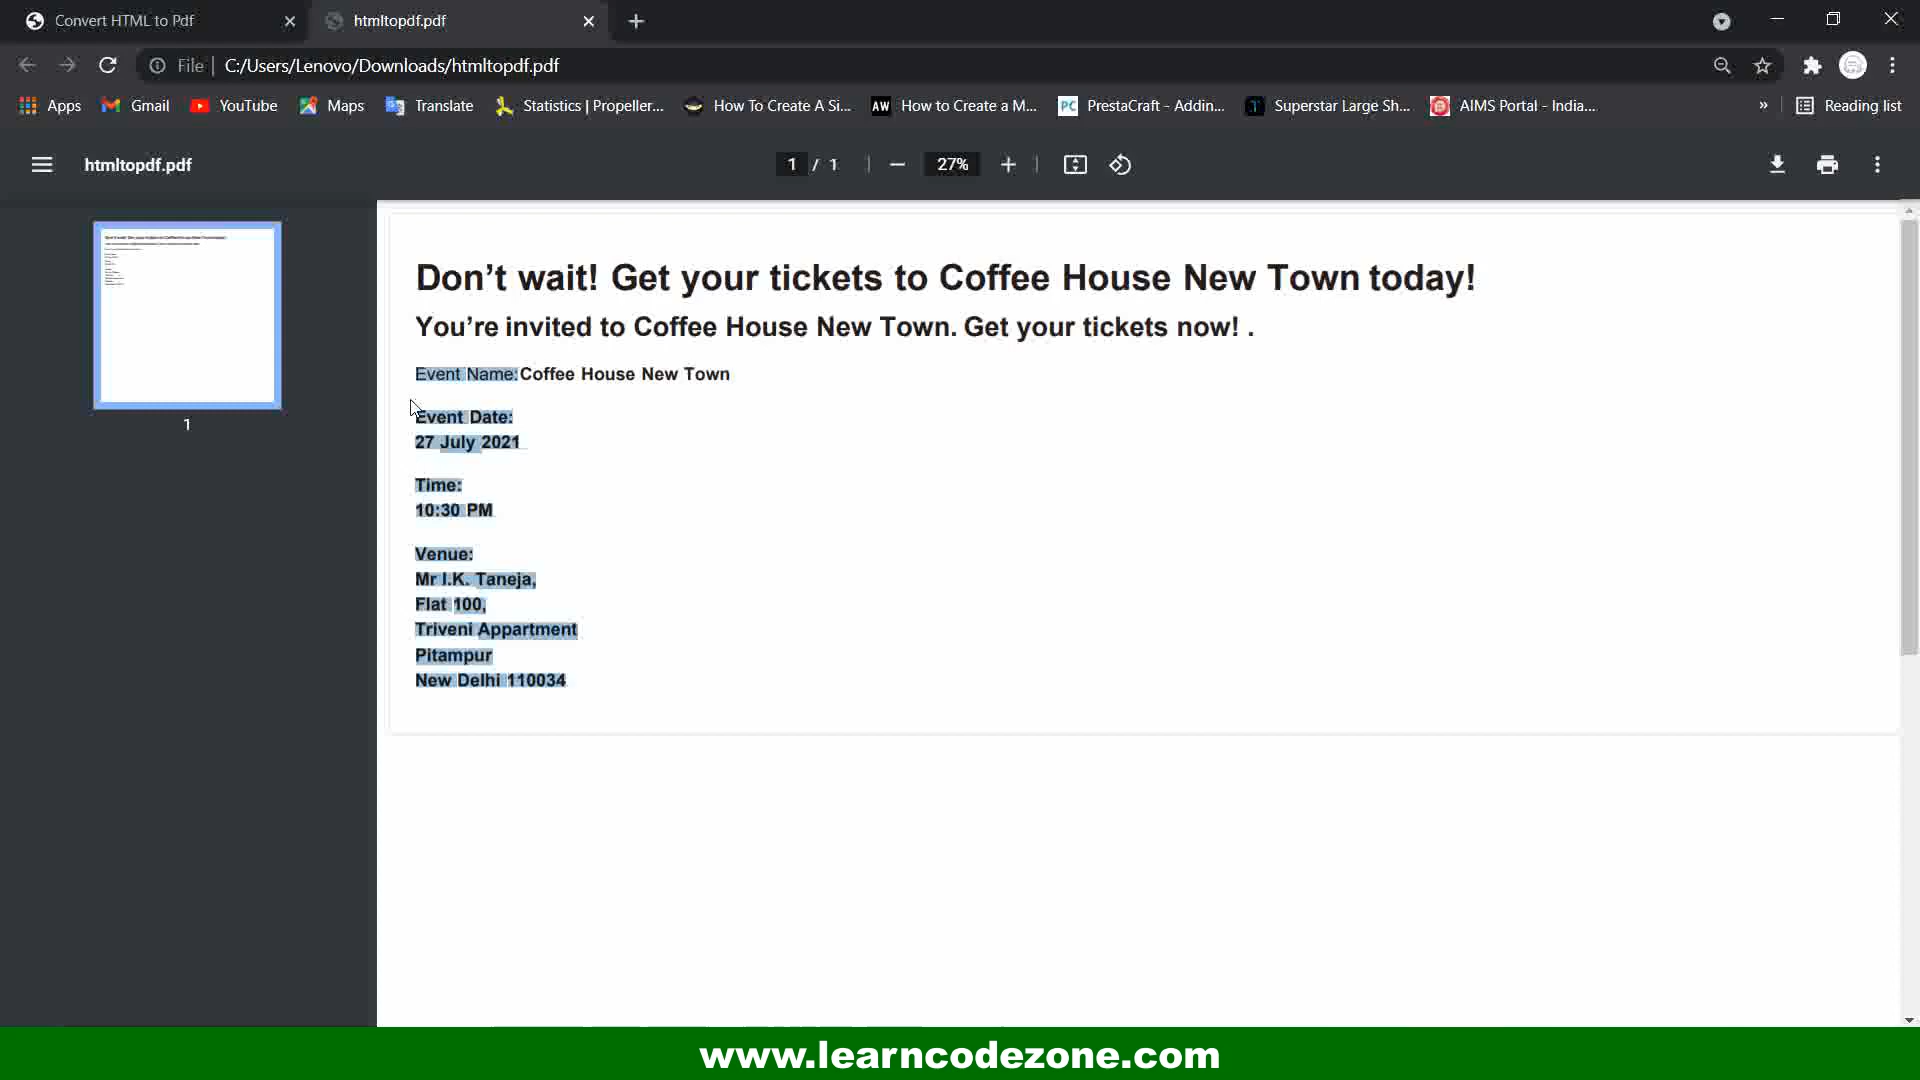 Convert HTML to Pdf
htmltopdf.pdf
File
C:/Users/Lenovo/Downloads/htmltopdf.pdf
Apps
Gmail
YouTube
Maps
Translate
Statistics | Propeller...
How To Create A Si...
AW How to Create a M...
PC PrestaCraft - Addin...
Superstar Large Sh...
AIMS Portal - India...
»
Reading list
htmltopdf.pdf
1 / 1
27%
1
Don’t wait! Get your tickets to Coffee House New Town today!
You’re invited to Coffee House New Town. Get your tickets now! .
Event Name:Coffee House New Town
Event Date:
27 July 2021
Time:
10:30 PM
Venue:
Mr I.K. Taneja,
Flat 100,
Triveni Appartment
Pitampur
New Delhi 110034
www.learncodezone.com